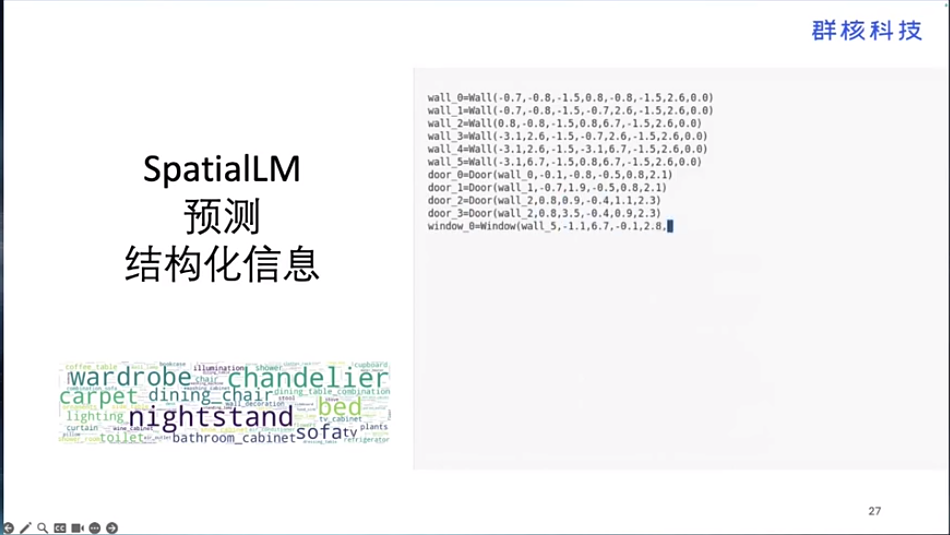 群核科技
SpatialLM
预测
结构化信息
wall_0=Wall(-0.7,-0.8,-1.5,0.8,-0.8,-1.5,2.6,0.0)
wall_1=Wall(-0.7,-0.8,-1.5,-0.7,2.6,-1.5,2.6,0.0)
wall_2=Wall(0.8,-0.8,-1.5,0.8,6.7,-1.5,2.6,0.0)
wall_3=Wall(-3.1,2.6,-1.5,-0.7,2.6,-1.5,2.6,0.0)
wall_4=Wall(-3.1,2.6,-1.5,-3.1,6.7,-1.5,2.6,0.0)
wall_5=Wall(-3.1,6.7,-1.5,0.8,6.7,-1.5,2.6,0.0)
door_0=Door(wall_0,-0.1,-0.8,-0.5,0.8,2.1)
door_1=Door(wall_1,-0.7,1.9,-0.5,0.8,2.1)
door_2=Door(wall_2,0.8,0.9,-0.4,1.1,2.3)
door_3=Door(wall_2,0.8,3.5,-0.4,0.9,2.3)
window_0=Window(wall_5,-1.1,6.7,-0.1,2.8,
coffee_table
bookcase
illumination
shower
cupboard
wardrobe
chair
chandelier
carpet
dining_chair
dining_table_combination
stool
wall_decoration
lighting
nightstand
bed
curtain
wine_cabinet
tv_cabinet
plants
pillow
shower_room
toilet
air_outlet
bathroom_cabinet
sofa
tv
refrigerator
27
CC